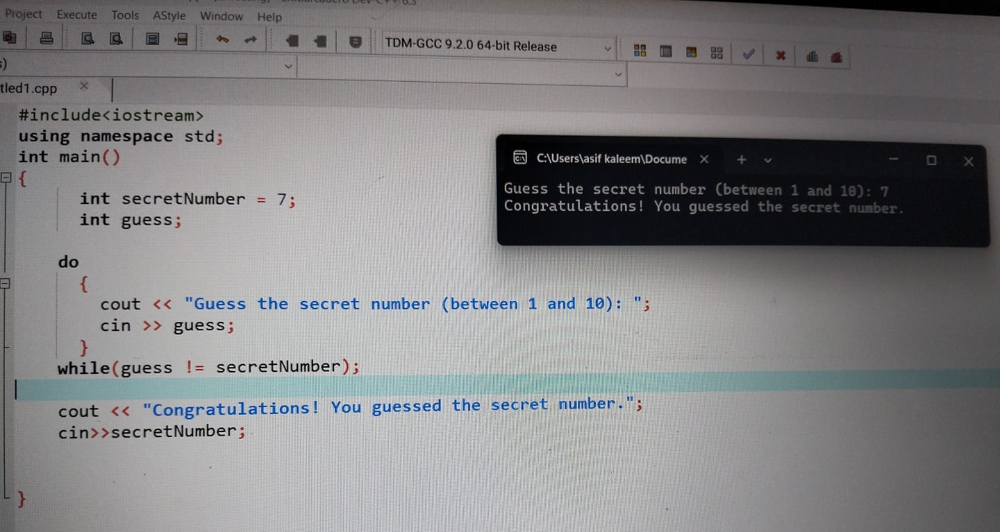 Project Execute Tools AStyle Window Help
TDM-GCC 9.2.0 64-bit Release
s)
tled1.cpp
#include<iostream>
using namespace std;
int main()
{
int secretNumber = 7;
int guess;
do
{
cout << "Guess the secret number (between 1 and 10): ";
cin >> guess;
}
while(guess != secretNumber);
cout << "Congratulations! You guessed the secret number.";
cin>>secretNumber;
}
C:\Users\asif kaleem\Docume
Guess the secret number (between 1 and 10): 7
Congratulations! You guessed the secret number.